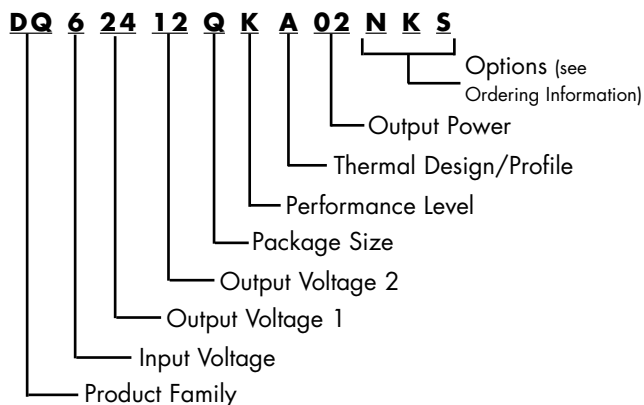 DQ 6 24 12 Q K A 02 N K S
Options (see
Ordering Information)
Output Power
Thermal Design/Profile
Performance Level
Package Size
Output Voltage 2
Output Voltage 1
Input Voltage
Product Family